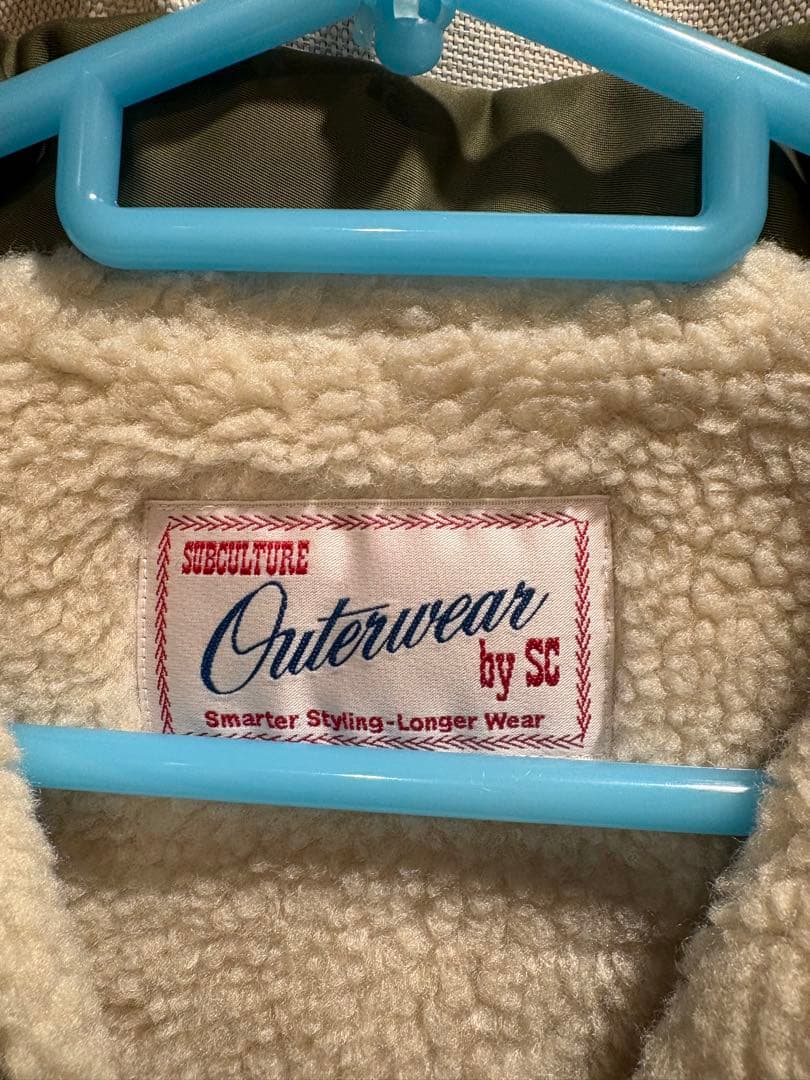 SUBCULTURE
Outerwear
by SC
Smarter Styling-Longer Wear